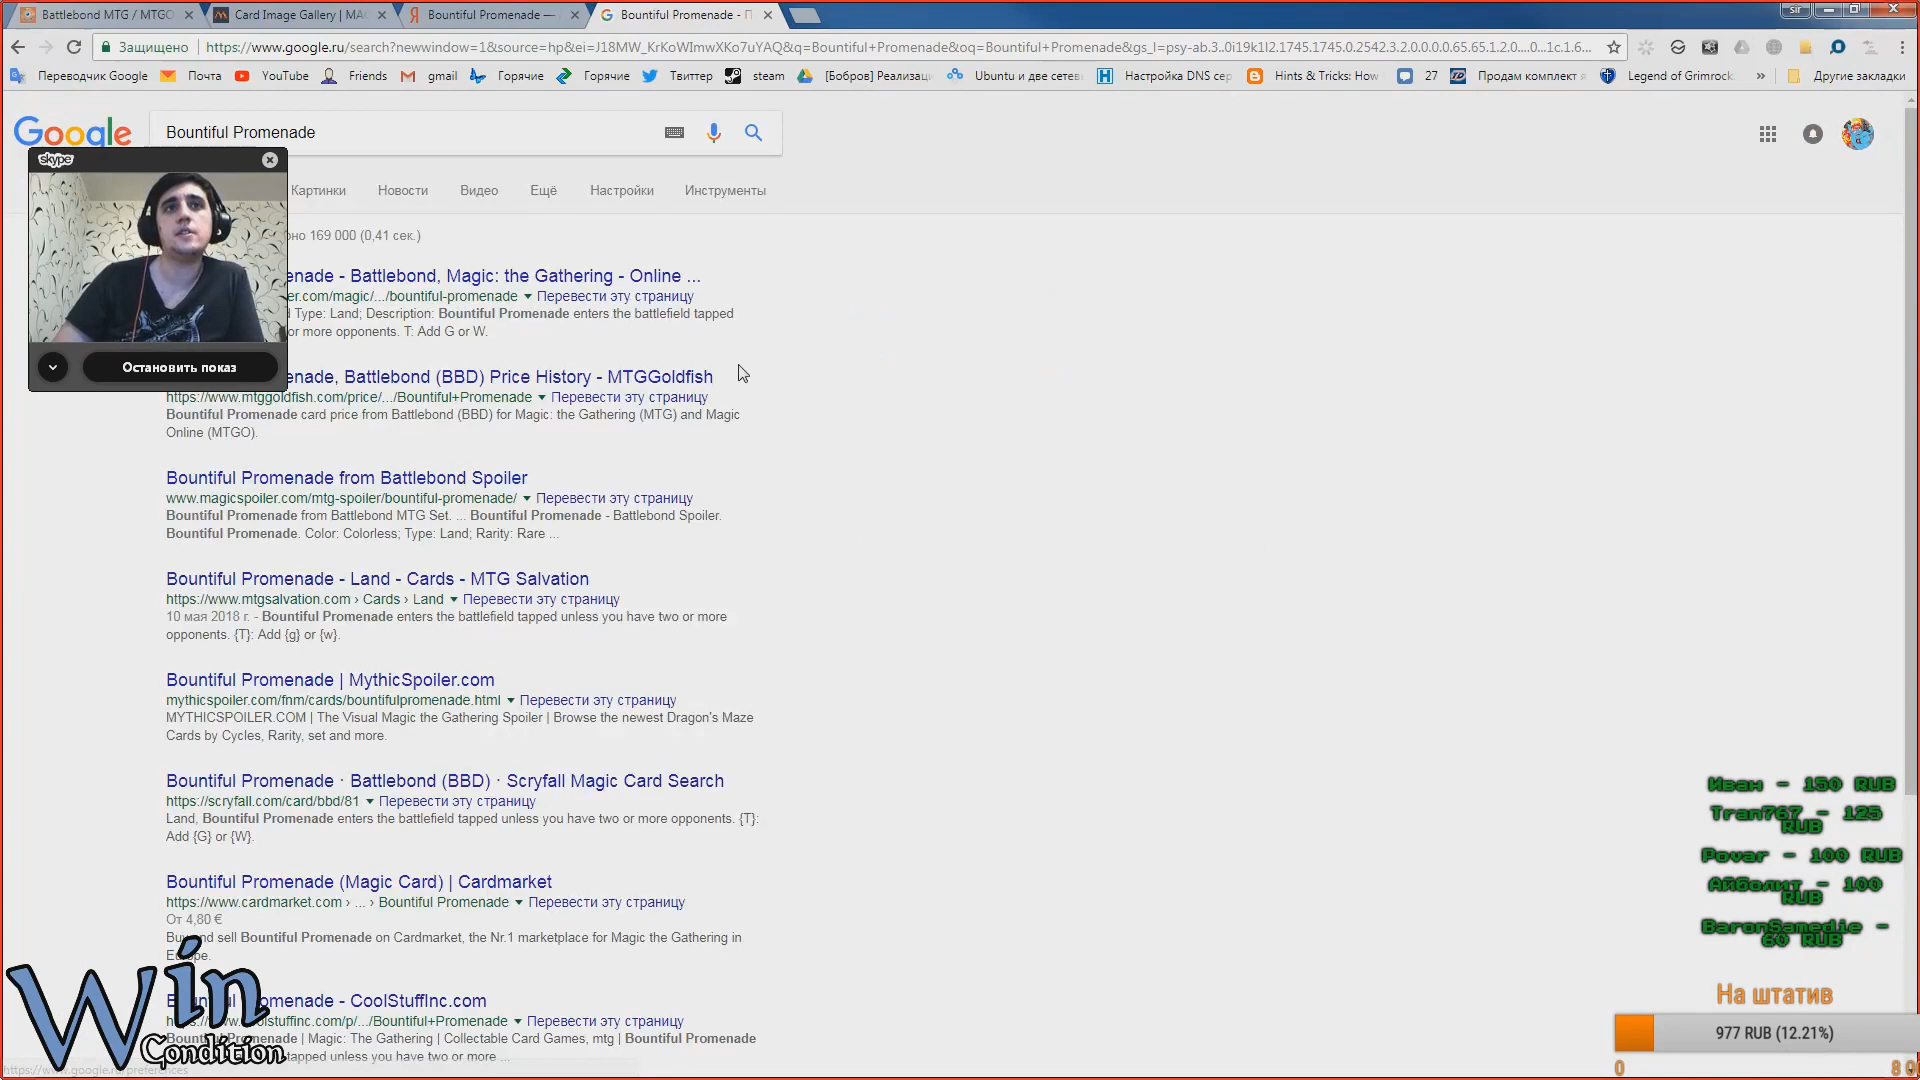 Battlebond MTG / MTGO
Card Image Gallery | MA
Bountiful Promenade —
Bountiful Promenade - П
sir
Защищено
https://www.google.ru/search?newwindow=1&source=hp&ei=J18MW_KrKoWImwXKo7uYAQ&q=Bountiful+Promenade&oq=Bountiful+Promenade&gs_l=psy-ab.3..0i19k1l2.1745.1745.0.2542.3.2.0.0.0.0.65.65.1.2.0....0...1c.1.6...
Переводчик Google
Почта
YouTube
Friends
gmail
Горячие
Горячие
Твиттер
steam
[Бобров] Реализаци
Ubuntu и две сетев
Настройка DNS сер
Hints & Tricks: How
27
Продам комплект
Legend of Grimrock
»
Другие закладки
Google
Bountiful Promenade
skype
Картинки
Новости
Видео
Ещё
Настройки
Инструменты
но 169 000 (0,41 сек.)
enade - Battlebond, Magic: the Gathering - Online ...
er.com/magic/.../bountiful-promenade
Перевести эту страницу
d Type: Land; Description: Bountiful Promenade enters the battlefield tapped
or more opponents. T: Add G or W.
Остановить показ
enade, Battlebond (BBD) Price History - MTGGoldfish
https://www.mtggoldfish.com/price/.../Bountiful+Promenade
Перевести эту страницу
Bountiful Promenade card price from Battlebond (BBD) for Magic: the Gathering (MTG) and Magic
Online (MTGO).
Bountiful Promenade from Battlebond Spoiler
www.magicspoiler.com/mtg-spoiler/bountiful-promenade/
Перевести эту страницу
Bountiful Promenade from Battlebond MTG Set. ... Bountiful Promenade - Battlebond Spoiler.
Bountiful Promenade. Color: Colorless; Type: Land; Rarity: Rare ...
Bountiful Promenade - Land - Cards - MTG Salvation
https://www.mtgsalvation.com › Cards › Land
Перевести эту страницу
10 мая 2018 г. - Bountiful Promenade enters the battlefield tapped unless you have two or more
opponents. {T}: Add {g} or {w}.
Bountiful Promenade | MythicSpoiler.com
mythicspoiler.com/fnm/cards/bountifulpromenade.html
Перевести эту страницу
MYTHICSPOILER.COM | The Visual Magic the Gathering Spoiler | Browse the newest Dragon's Maze
Cards by Cycles, Rarity, set and more.
Bountiful Promenade · Battlebond (BBD) · Scryfall Magic Card Search
https://scryfall.com/card/bbd/81
Перевести эту страницу
Land, Bountiful Promenade enters the battlefield tapped unless you have two or more opponents. {T}:
Add {G} or {W}.
Bountiful Promenade (Magic Card) | Cardmarket
https://www.cardmarket.com › ... › Bountiful Promenade
Перевести эту страницу
От 4,80 €
Buy and sell Bountiful Promenade on Cardmarket, the Nr.1 marketplace for Magic the Gathering in
Europe.
Bountiful Promenade - CoolStuffInc.com
Перевести эту страницу
Bountiful Promenade | Magic: The Gathering | Collectable Card Games, mtg | Bountiful Promenade
tapped unless you have two or more ...
https://www.google.ru/preferences
Win
Condition
Иван - 150 RUB
Tran767 - 125
RUB
Povar - 100 RUB
Айболит - 100
RUB
BaronSamedie -
60 RUB
На штатив
977 RUB (12.21%)
0